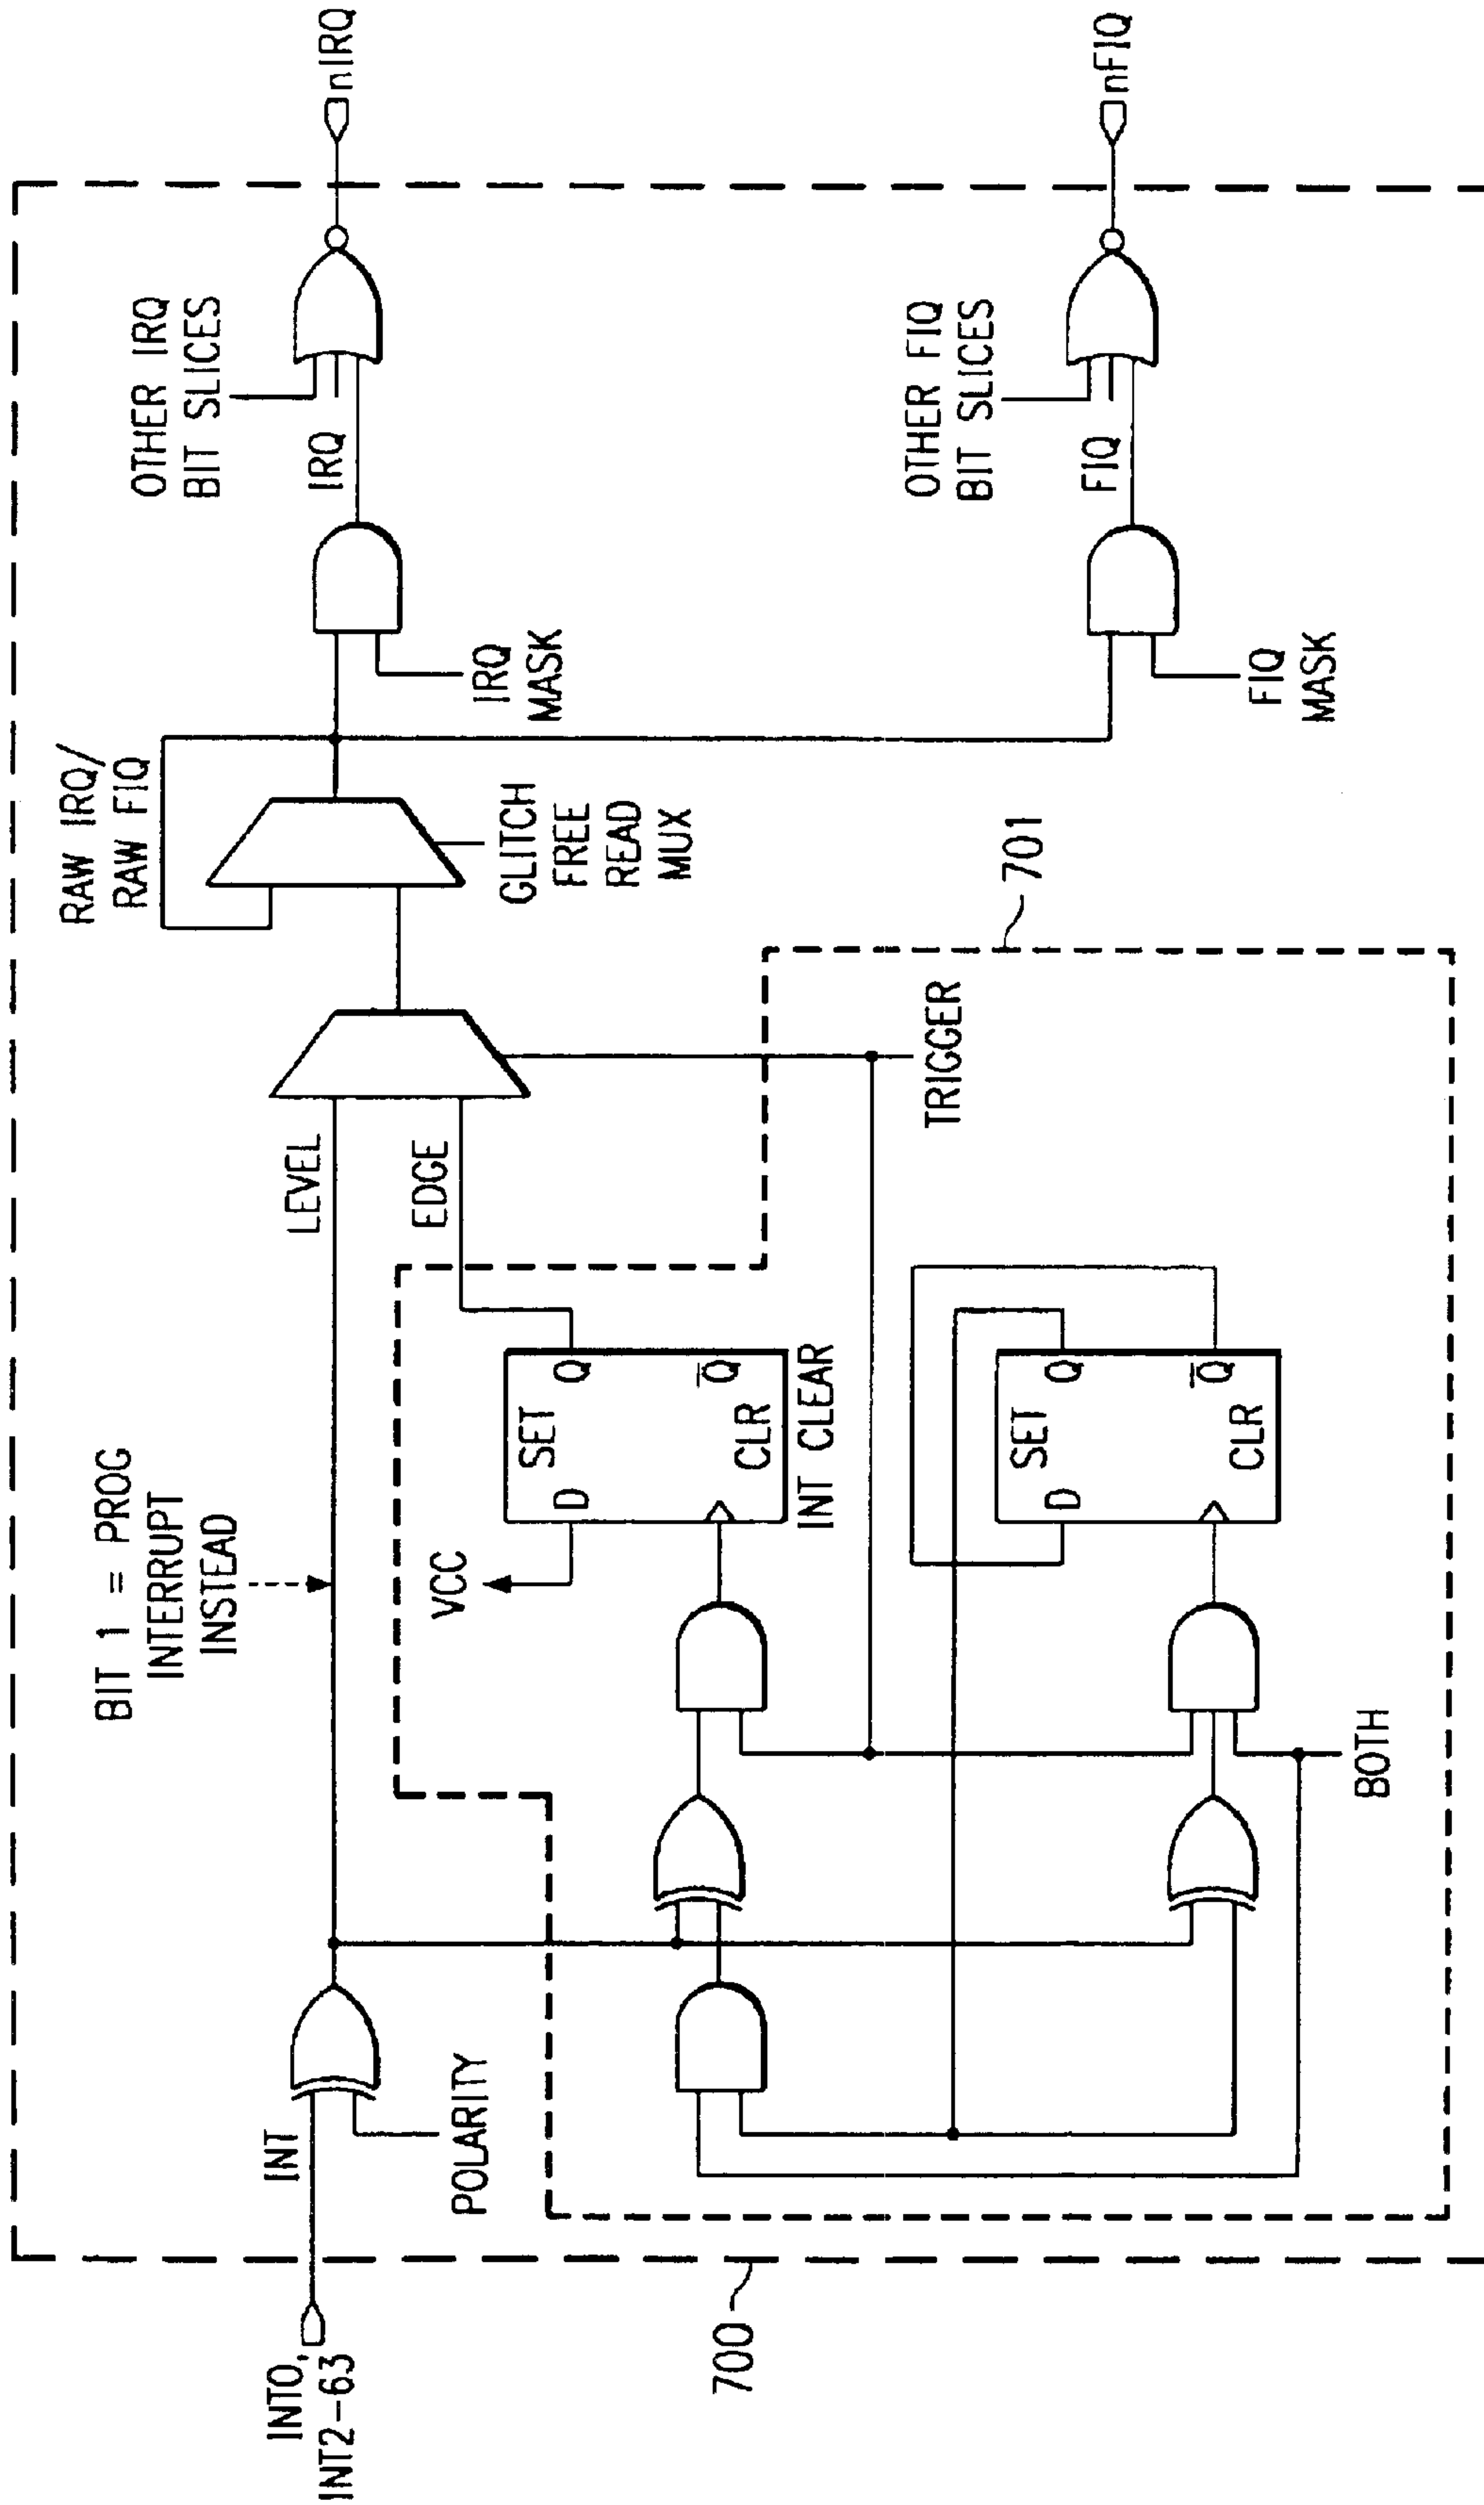 INT0,
INT2-63
INT
POLARITY
BIT 1 = PROG
INTERRUPT
INSTEAD
LEVEL
EDGE
VCC
SET
D
Q
Q
CLR
INT CLEAR
SET
D
Q
Q
CLR
BOTH
TRIGGER
701
700
RAW IRQ/
RAW FIQ
GLITCH
FREE
READ
MUX
IRQ
MASK
IRQ
OTHER IRQ
BIT SLICES
nIRQ
FIQ
MASK
FIQ
OTHER FIQ
BIT SLICES
nFIQ